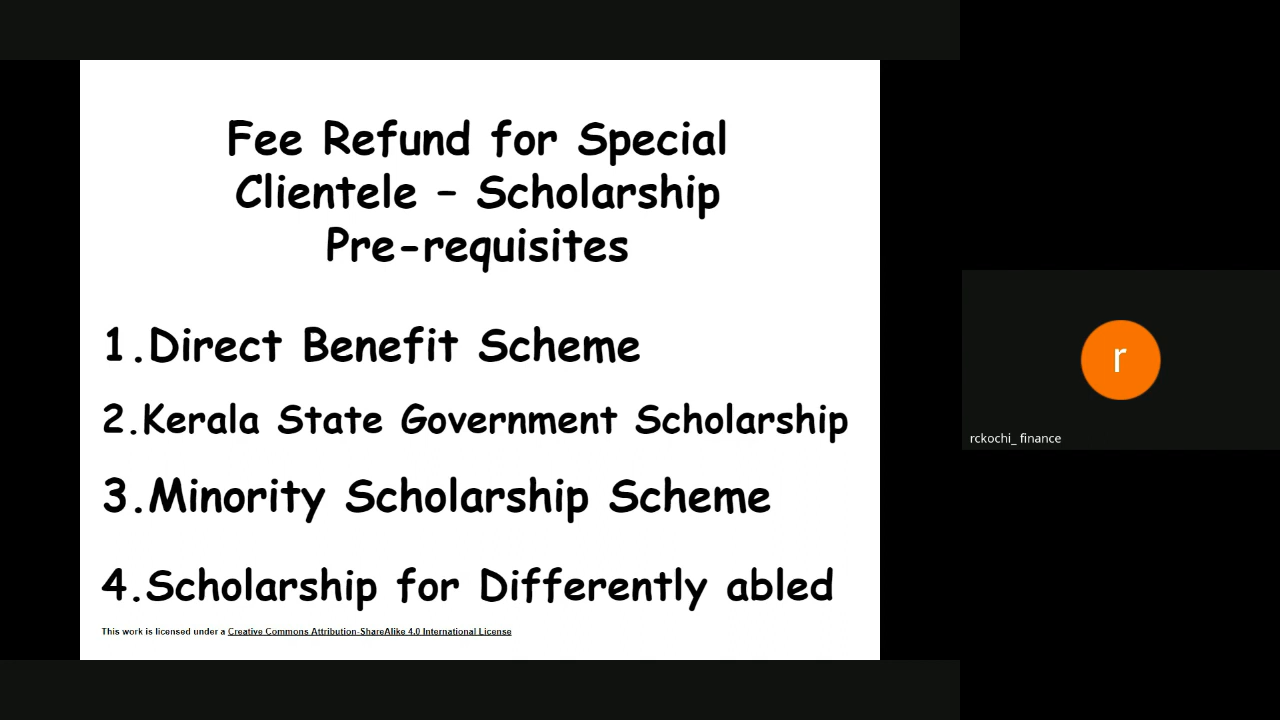 Fee Refund for Special
Clientele – Scholarship
Pre-requisites
1.Direct Benefit Scheme
2.Kerala State Government Scholarship
3.Minority Scholarship Scheme
4.Scholarship for Differently abled
This work is licensed under a Creative Commons Attribution-ShareAlike 4.0 International License
r
rckochi_ finance